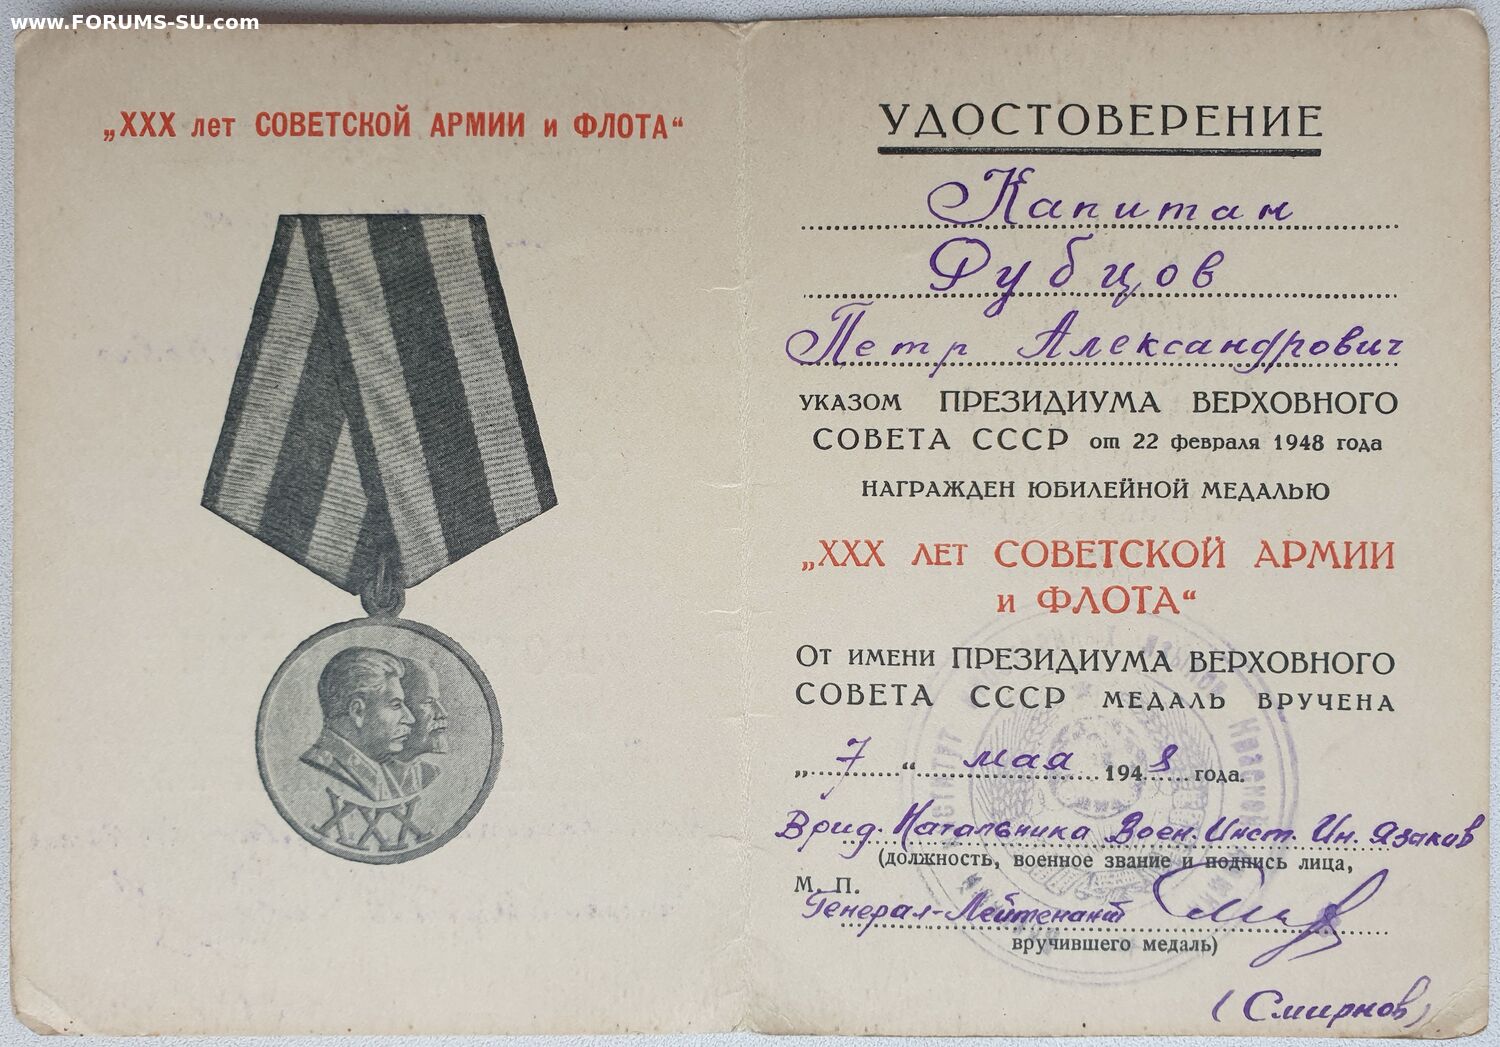 www.FORUMS-SU.com
„XXX лет СОВЕТСКОЙ АРМИИ и ФЛОТА“
XXX
УДОСТОВЕРЕНИЕ
Капитан
Рубцов
Петр Александрович
УКАЗОМ ПРЕЗИДИУМА ВЕРХОВНОГО
СОВЕТА СССР от 22 февраля 1948 года
НАГРАЖДЕН ЮБИЛЕЙНОЙ МЕДАЛЬЮ
„XXX ЛЕТ СОВЕТСКОЙ АРМИИ
и ФЛОТА“
ОТ ИМЕНИ ПРЕЗИДИУМА ВЕРХОВНОГО
СОВЕТА СССР МЕДАЛЬ ВРУЧЕНА
„7“ мая 1948 года.
Врид. Начальника Воен. Инст. Ин. Языков
(должность, военное звание и подпись лица,
М. П.
Генерал-Лейтенант
вручившего медаль)
(Смирнов)